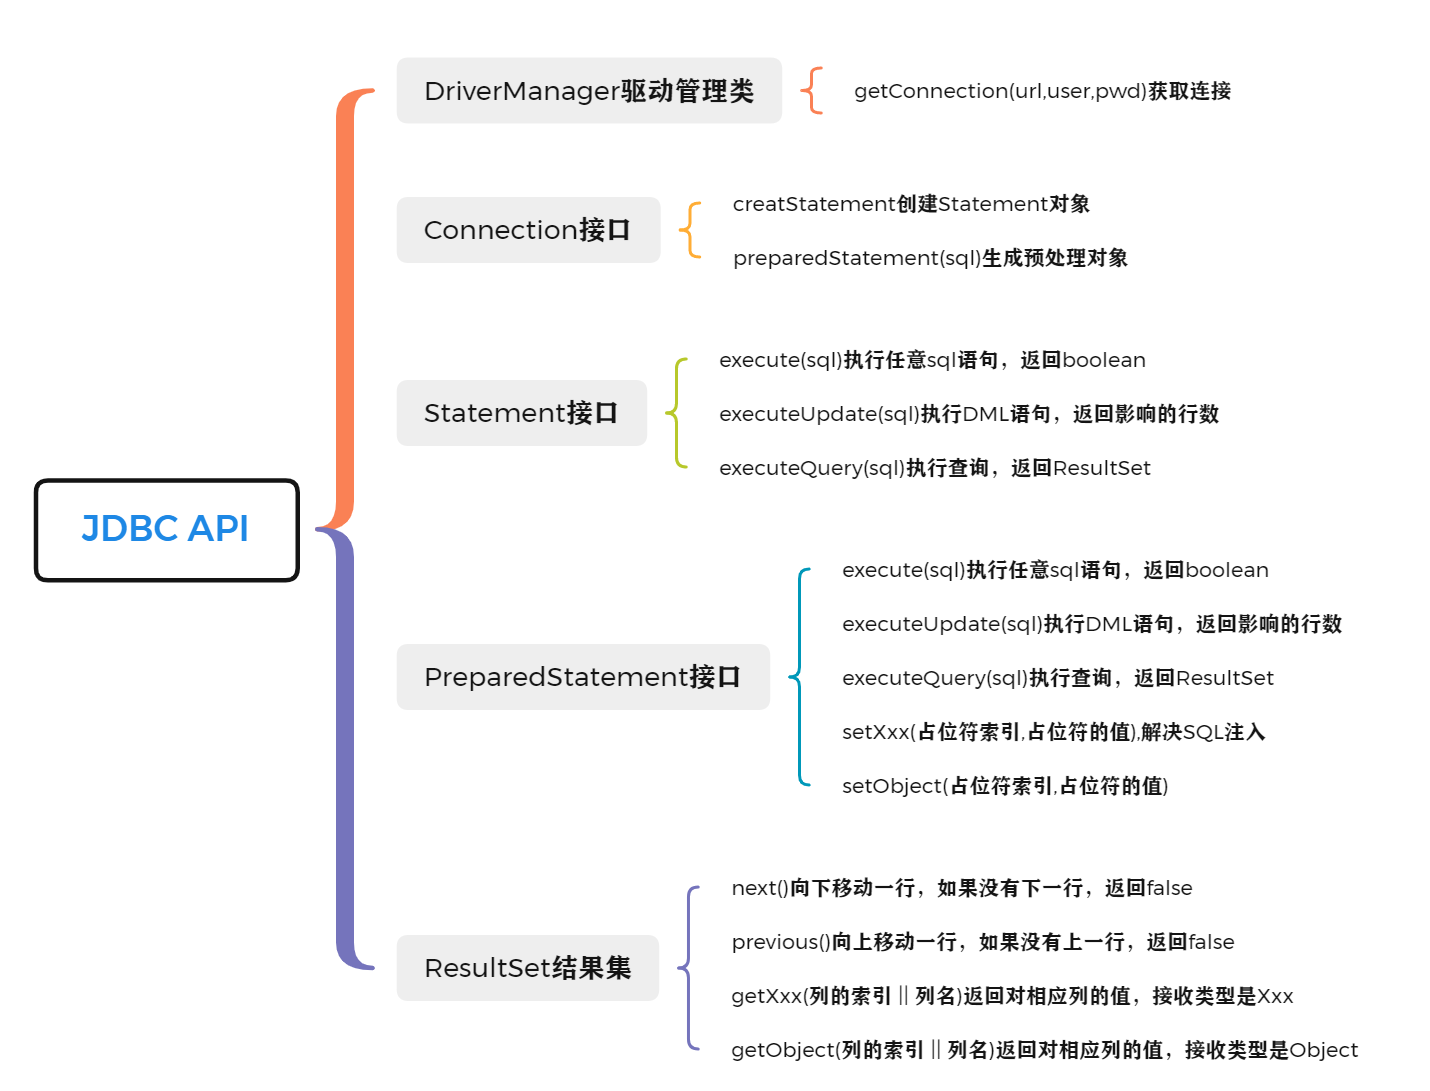 JDBC API
DriverManager驱动管理类
getConnection(url,user,pwd)获取连接
Connection接口
creatStatement创建Statement对象
preparedStatement(sql)生成预处理对象
Statement接口
execute(sql)执行任意sql语句，返回boolean
executeUpdate(sql)执行DML语句，返回影响的行数
executeQuery(sql)执行查询，返回ResultSet
PreparedStatement接口
execute(sql)执行任意sql语句，返回boolean
executeUpdate(sql)执行DML语句，返回影响的行数
executeQuery(sql)执行查询，返回ResultSet
setXxx(占位符索引,占位符的值),解决SQL注入
setObject(占位符索引,占位符的值)
ResultSet结果集
next()向下移动一行，如果没有下一行，返回false
previous()向上移动一行，如果没有上一行，返回false
getXxx(列的索引 || 列名)返回对相应列的值，接收类型是Xxx
getObject(列的索引 || 列名)返回对相应列的值，接收类型是Object